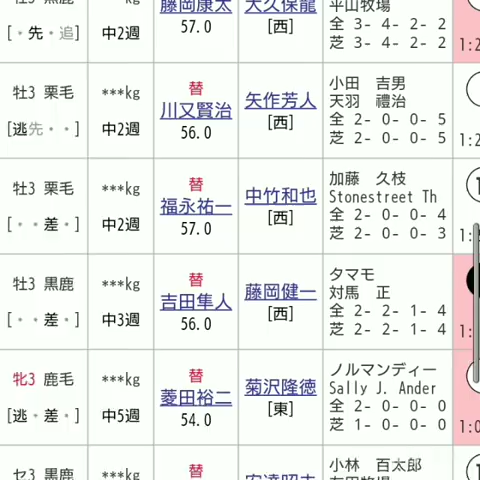 藤岡康太 大久保龍 平山牧場
[・先・追] 中2週 57.0 [西] 全 3- 4- 2- 2
芝 3- 4- 2- 2
1:2
牡3 栗毛 ***kg 替 川又賢治 矢作芳人 小田 吉男
天羽 禮治
[逃先・・] 中2週 56.0 [西] 全 2- 0- 0- 5
芝 2- 0- 0- 5
1:2
牡3 栗毛 ***kg 替 福永祐一 中竹和也 加藤 久枝
Stonestreet Th
[・・差・] 中2週 57.0 [西] 全 2- 0- 0- 4
芝 2- 0- 0- 3
牡3 黒鹿 ***kg 替 吉田隼人 藤岡健一 タマモ
対馬 正
[・・差・] 中3週 56.0 [西] 全 2- 2- 1- 4
芝 2- 2- 1- 4
牝3 鹿毛 ***kg 替 菱田裕二 菊沢隆徳 ノルマンディー
Sally J. Ander
[逃・差・] 中5週 54.0 [東] 全 2- 0- 0- 0
芝 1- 0- 0- 0
1:0
セ3 黒鹿 ***kg 替 小林 百太郎